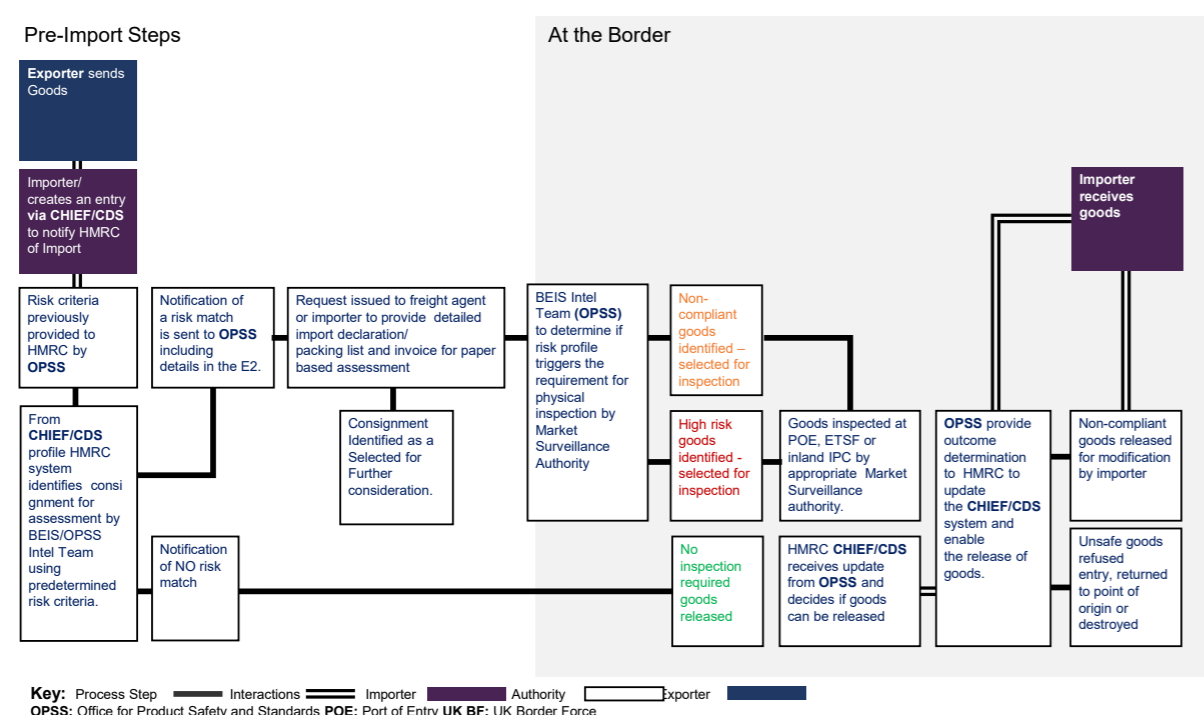 Pre-Import Steps
At the Border
Exporter sends
Goods
Importer/
creates an entry
via CHIEF/CDS
to notify HMRC
of Import
Importer
receives
goods
Risk criteria
previously
provided to
HMRC by
OPSS
Notification of
a risk match
is sent to OPSS
including
details in the E2.
Request issued to freight agent
or importer to provide detailed
import declaration/
packing list and invoice for paper
based assessment
BEIS Intel
Team (OPSS)
to determine if
risk profile
triggers the
requirement for
physical
inspection by
Market
Surveillance
Authority
Non-
compliant
goods
identified –
selected for
inspection
From
CHIEF/CDS
profile HMRC
system
identifies consi
gnment for
assessment by
BEIS/OPSS
Intel Team
using
predetermined
risk criteria.
Consignment
Identified as a
Selected for
Further
consideration.
High risk
goods
identified -
selected for
inspection
Goods inspected at
POE, ETSF or
inland IPC by
appropriate Market
Surveillance
authority.
OPSS provide
outcome
determination
to HMRC to
update
the CHIEF/CDS
system and
enable
the release of
goods.
Non-compliant
goods released
for modification
by importer
Notification
of NO risk
match
No
inspection
required
goods
released
HMRC CHIEF/CDS
receives update
from OPSS and
decides if goods
can be released
Unsafe goods
refused
entry, returned
to point of
origin or
destroyed
Key: Process Step Interactions Importer Authority Exporter
OPSS: Office for Product Safety and Standards POE: Port of Entry UK BF: UK Border Force